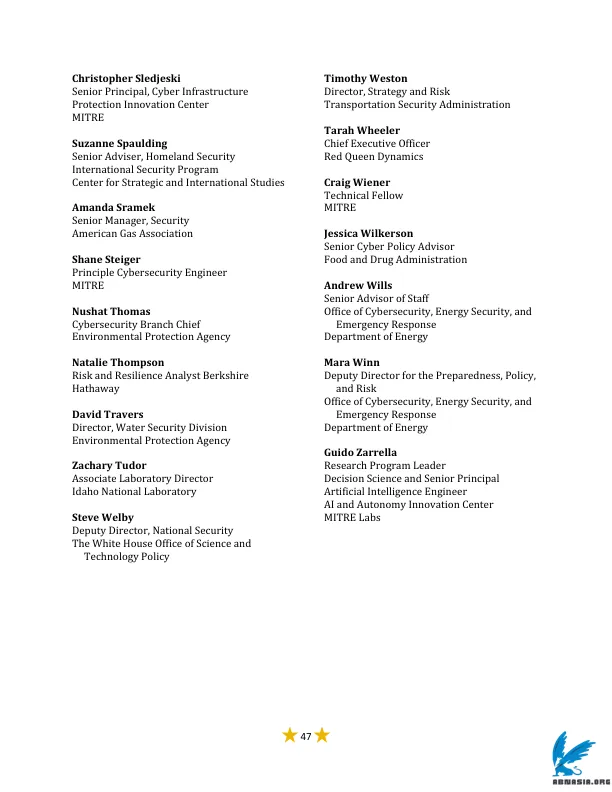 Christopher Sledjeski
Senior Principal, Cyber Infrastructure
Protection Innovation Center
MITRE
Suzanne Spaulding
Senior Adviser, Homeland Security
International Security Program
Center for Strategic and International Studies
Amanda Sramek
Senior Manager, Security
American Gas Association
Shane Steiger
Principle Cybersecurity Engineer
MITRE
Nushat Thomas
Cybersecurity Branch Chief
Environmental Protection Agency
Natalie Thompson
Risk and Resilience Analyst Berkshire
Hathaway
David Travers
Director, Water Security Division
Environmental Protection Agency
Zachary Tudor
Associate Laboratory Director
Idaho National Laboratory
Steve Welby
Deputy Director, National Security
The White House Office of Science and
Technology Policy
Timothy Weston
Director, Strategy and Risk
Transportation Security Administration
Tarah Wheeler
Chief Executive Officer
Red Queen Dynamics
Craig Wiener
Technical Fellow
MITRE
Jessica Wilkerson
Senior Cyber Policy Advisor
Food and Drug Administration
Andrew Wills
Senior Advisor of Staff
Office of Cybersecurity, Energy Security, and
Emergency Response
Department of Energy
Mara Winn
Deputy Director for the Preparedness, Policy,
and Risk
Office of Cybersecurity, Energy Security, and
Emergency Response
Department of Energy
Guido Zarrella
Research Program Leader
Decision Science and Senior Principal
Artificial Intelligence Engineer
AI and Autonomy Innovation Center
MITRE Labs
47
ABNASIA.ORG